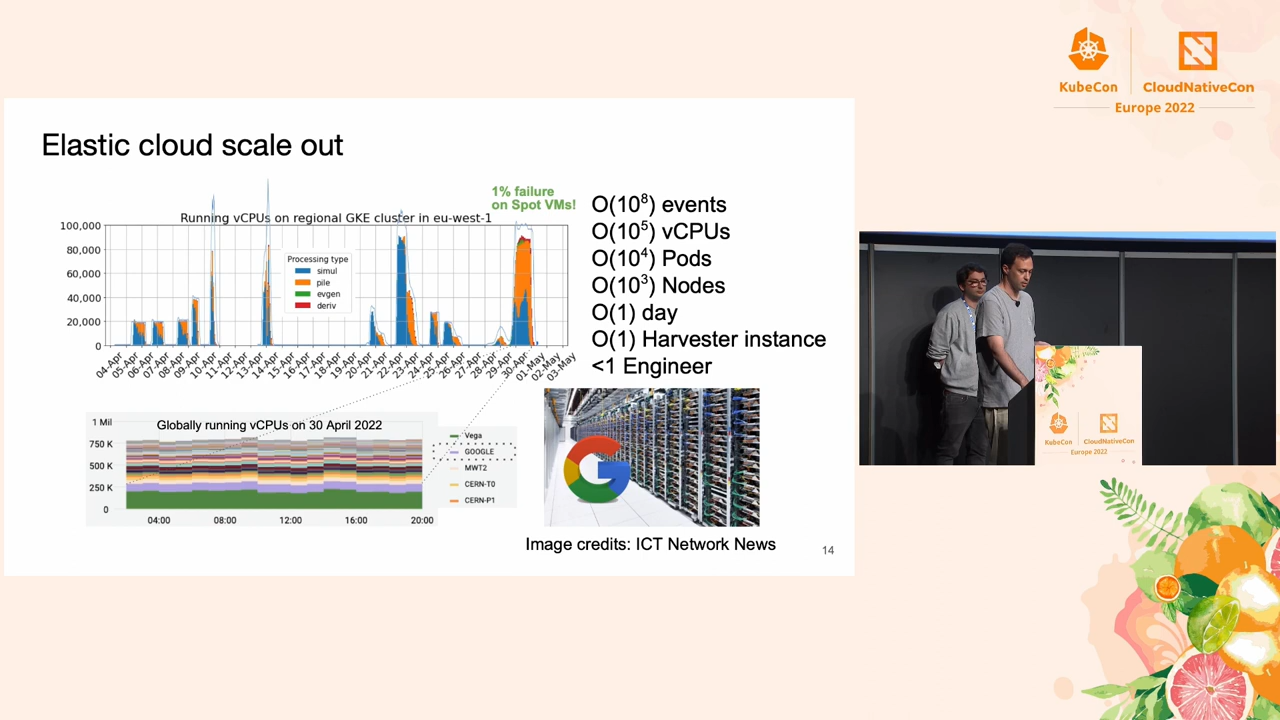 KubeCon
CloudNativeCon
Europe 2022
Elastic cloud scale out
1% failure
on Spot VMs!
Running vCPUs on regional GKE cluster in eu-west-1
100,000
80,000
60,000
40,000
20,000
0
Processing type
simul
pile
evgen
deriv
04-Apr
05-Apr
06-Apr
07-Apr
08-Apr
09-Apr
10-Apr
11-Apr
12-Apr
13-Apr
14-Apr
15-Apr
16-Apr
17-Apr
18-Apr
19-Apr
20-Apr
21-Apr
22-Apr
23-Apr
24-Apr
25-Apr
26-Apr
27-Apr
28-Apr
29-Apr
30-Apr
01-May
02-May
03-May
O(10⁸) events
O(10⁵) vCPUs
O(10⁴) Pods
O(10³) Nodes
O(1) day
O(1) Harvester instance
<1 Engineer
Globally running vCPUs on 30 April 2022
1 Mil
750 K
500 K
250 K
0
04:00
08:00
12:00
16:00
20:00
Vega
GOOGLE
MWT2
CERN-T0
CERN-P1
G
Image credits: ICT Network News
14
KubeCon
CloudNativeCon
Europe 2022